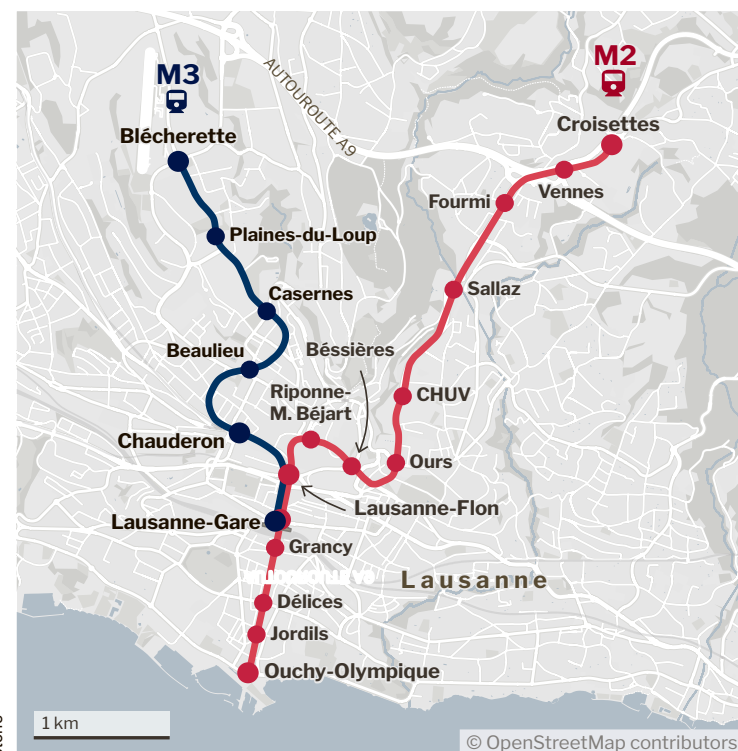 M3
M2
AUTOROUTE A9
Croisettes
Blécherette
Vennes
Fourmi
Plaines-du-Loup
Sallaz
Casernes
Béssières
Beaulieu
Riponne-
M. Béjart
CHUV
Chauderon
Ours
Lausanne-Flon
Lausanne-Gare
Grancy
Lausanne
Délices
Jordils
Ouchy-Olympique
1 km
© OpenStreetMap contributors